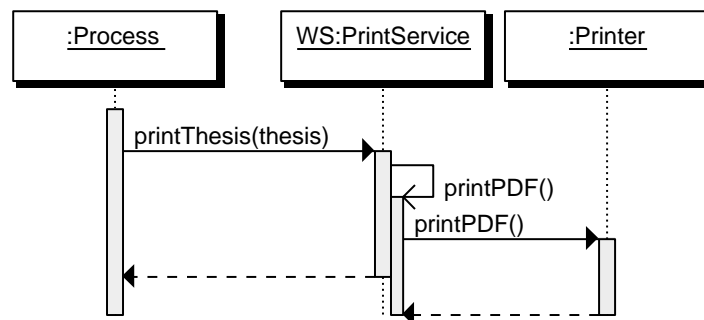 :Process
WS:PrintService
:Printer
printThesis(thesis)
printPDF()
printPDF()